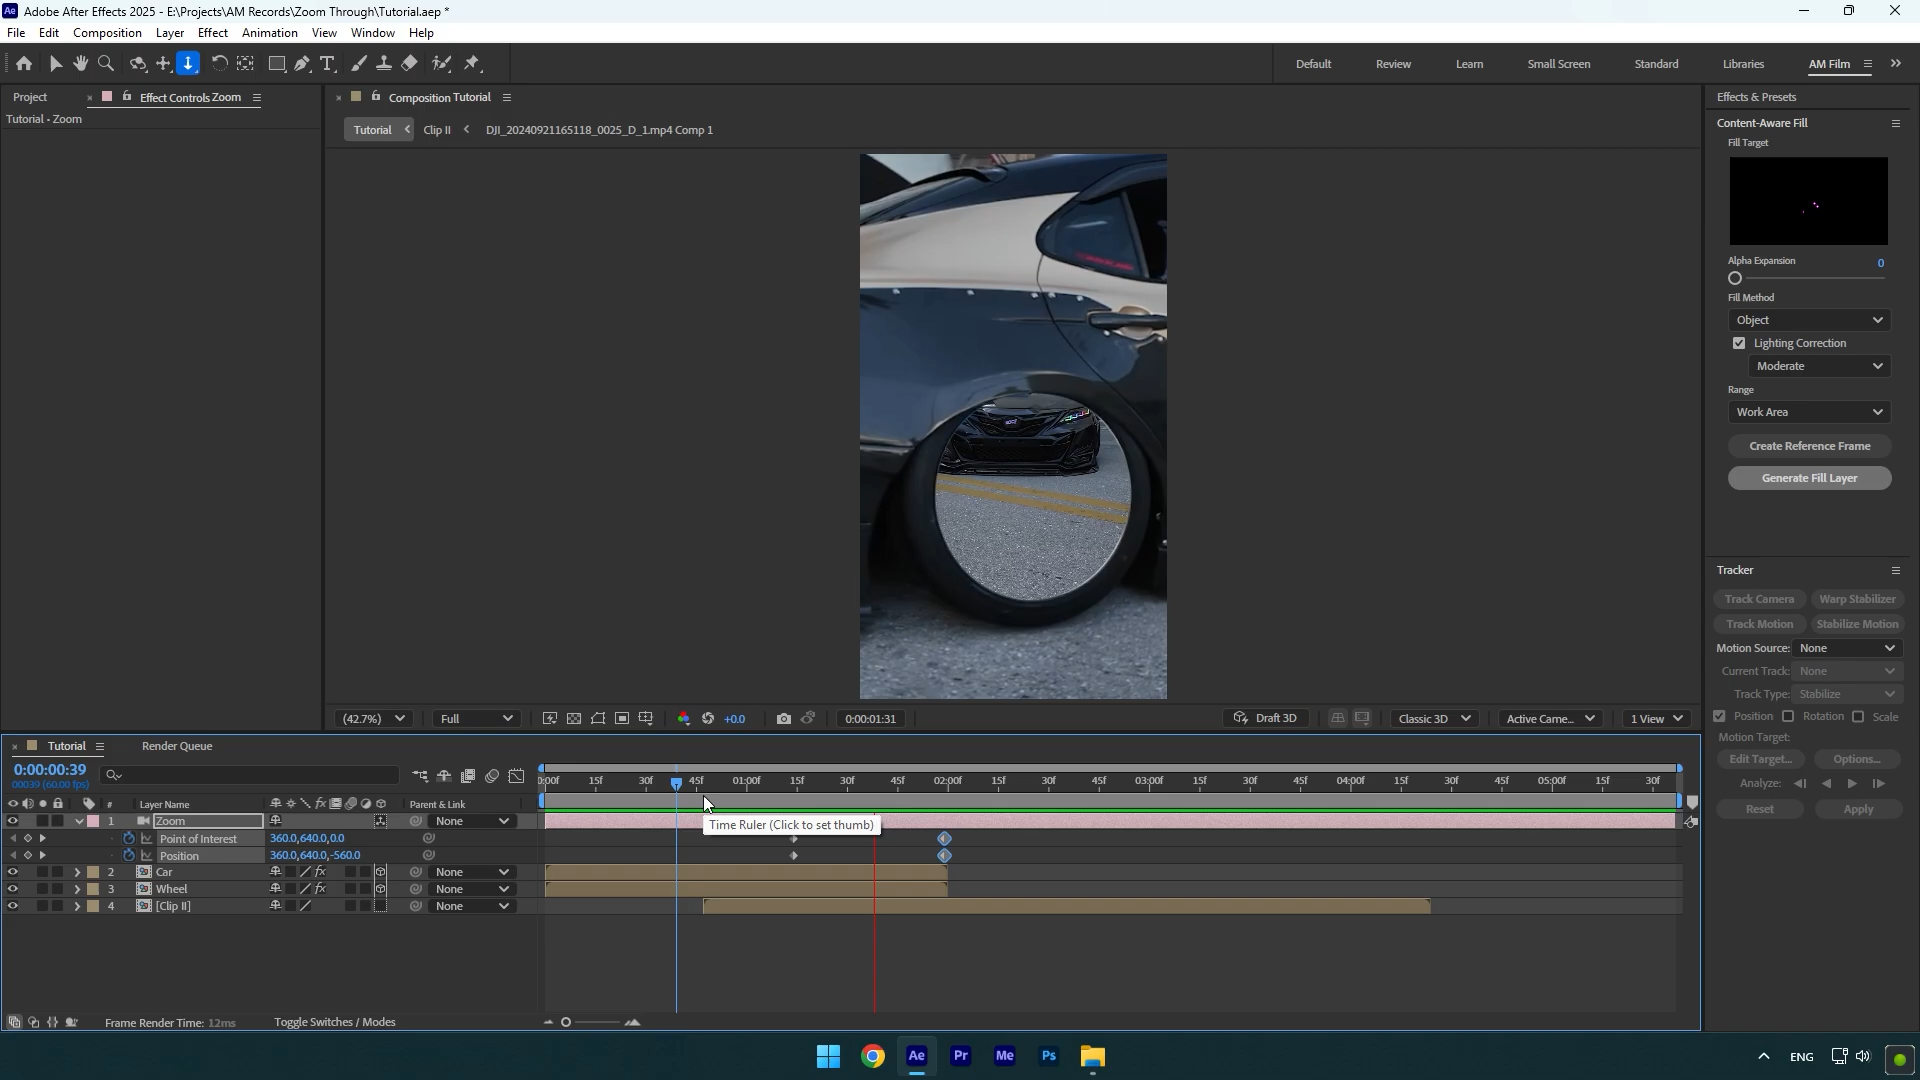 Adobe After Effects 2025 - E:\Projects\AM Records\Zoom Through\Tutorial.aep *
File Edit Composition Layer Effect Animation View Window Help
Default Review Learn Small Screen Standard Libraries AM Film
Project Effect Controls Zoom
Tutorial • Zoom
Composition Tutorial
Tutorial Clip II DJI_20240921165118_0025_D_1.mp4 Comp 1
Effects & Presets
Content-Aware Fill
Fill Target
Alpha Expansion 0
Fill Method
Object
Lighting Correction
Moderate
Range
Work Area
Create Reference Frame
Generate Fill Layer
Tracker
Track Camera Warp Stabilizer
Track Motion Stabilize Motion
Motion Source: None
Current Track: None
Track Type: Stabilize
Position Rotation Scale
Motion Target:
Edit Target... Options...
Analyze:
Reset Apply
(42.7%) Full +0.0 0:00:01:31 Draft 3D Classic 3D Active Came... 1 View
Tutorial Render Queue
0:00:00:39
00039 (60.00 fps)
0:00f 15f 30f 45f 01:00f 15f 30f 45f 02:00f 15f 30f 45f 03:00f 15f 30f 45f 04:00f 15f 30f 45f 05:00f 15f 30f
# Layer Name Parent & Link
1 Zoom None
Time Ruler (Click to set thumb)
Point of Interest 360.0,640.0,0.0
Position 360.0,640.0,-560.0
2 Car fx None
3 Wheel fx None
4 [Clip II] None
Frame Render Time: 12ms Toggle Switches / Modes
Ae Pr Me Ps ENG